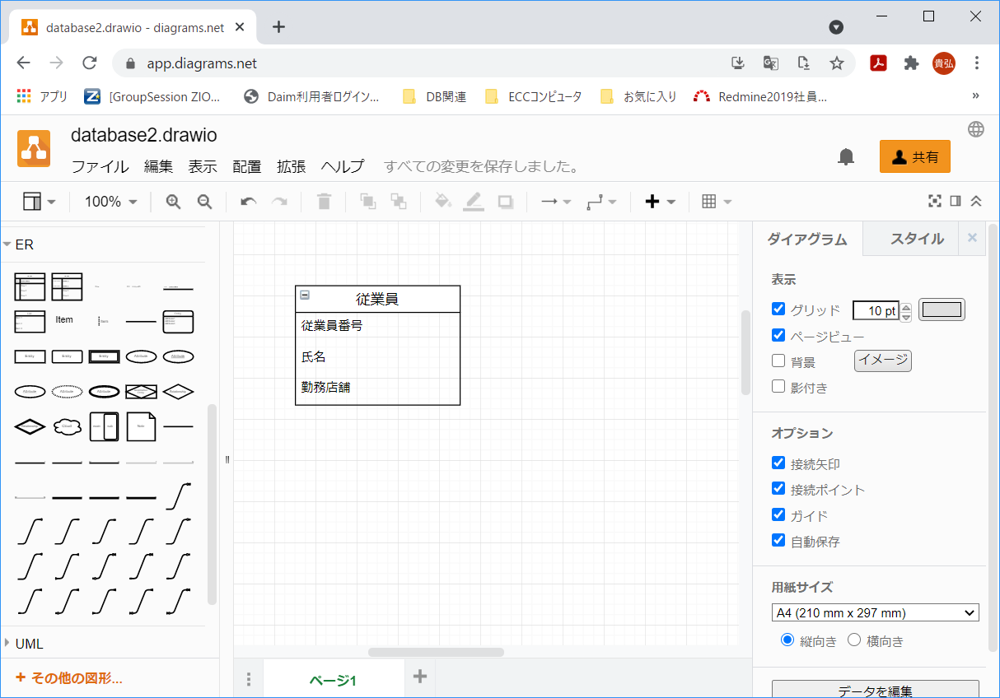 database2.drawio - diagrams.net
app.diagrams.net
貴弘
アプリ [GroupSession ZIO... Daim利用者ログイン... DB関連 ECCコンピュータ お気に入り Redmine2019社員... »
database2.drawio
ファイル 編集 表示 配置 拡張 ヘルプ すべての変更を保存しました。
共有
100%
ER
Item
UML
+ その他の図形...
従業員
従業員番号
氏名
勤務店舗
ページ1
ダイアグラム スタイル
表示
グリッド 10 pt
ページビュー
背景 イメージ
影付き
オプション
接続矢印
接続ポイント
ガイド
自動保存
用紙サイズ
A4 (210 mm x 297 mm)
縦向き 横向き
データを編集